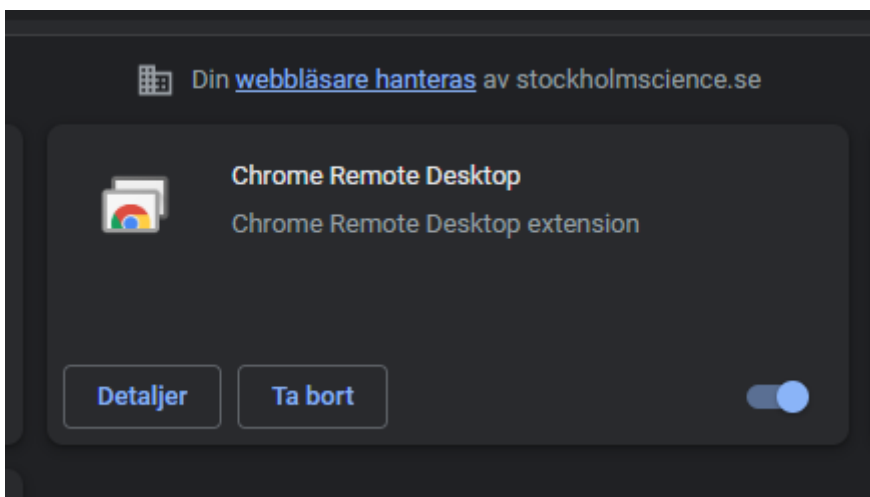 Din webbläsare hanteras av stockholmscience.se
Chrome Remote Desktop
Chrome Remote Desktop extension
Detaljer
Ta bort